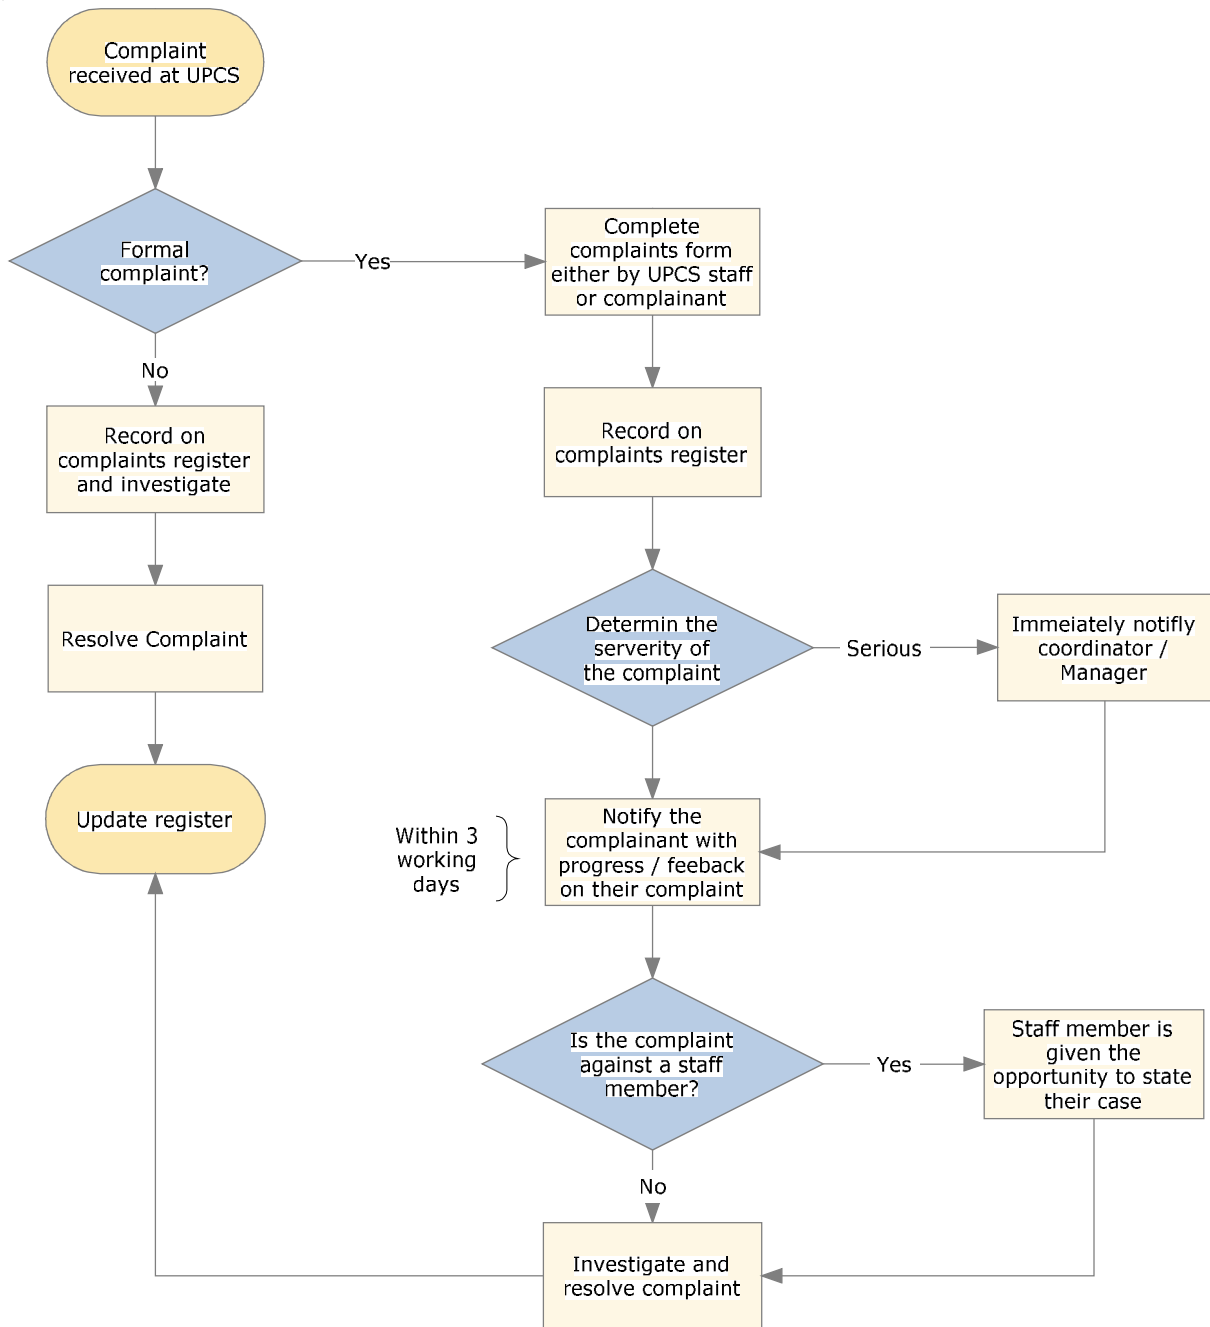 Complaint
received at UPCS
Formal
complaint?
Yes
Complete
complaints form
either by UPCS staff
or complainant
No
Record on
complaints register
and investigate
Record on
complaints register
Resolve Complaint
Determin the
serverity of
the complaint
Serious
Immeiately notifly
coordinator /
Manager
Update register
Within 3
working
days
Notify the
complainant with
progress / feeback
on their complaint
Is the complaint
against a staff
member?
Yes
Staff member is
given the
opportunity to state
their case
No
Investigate and
resolve complaint